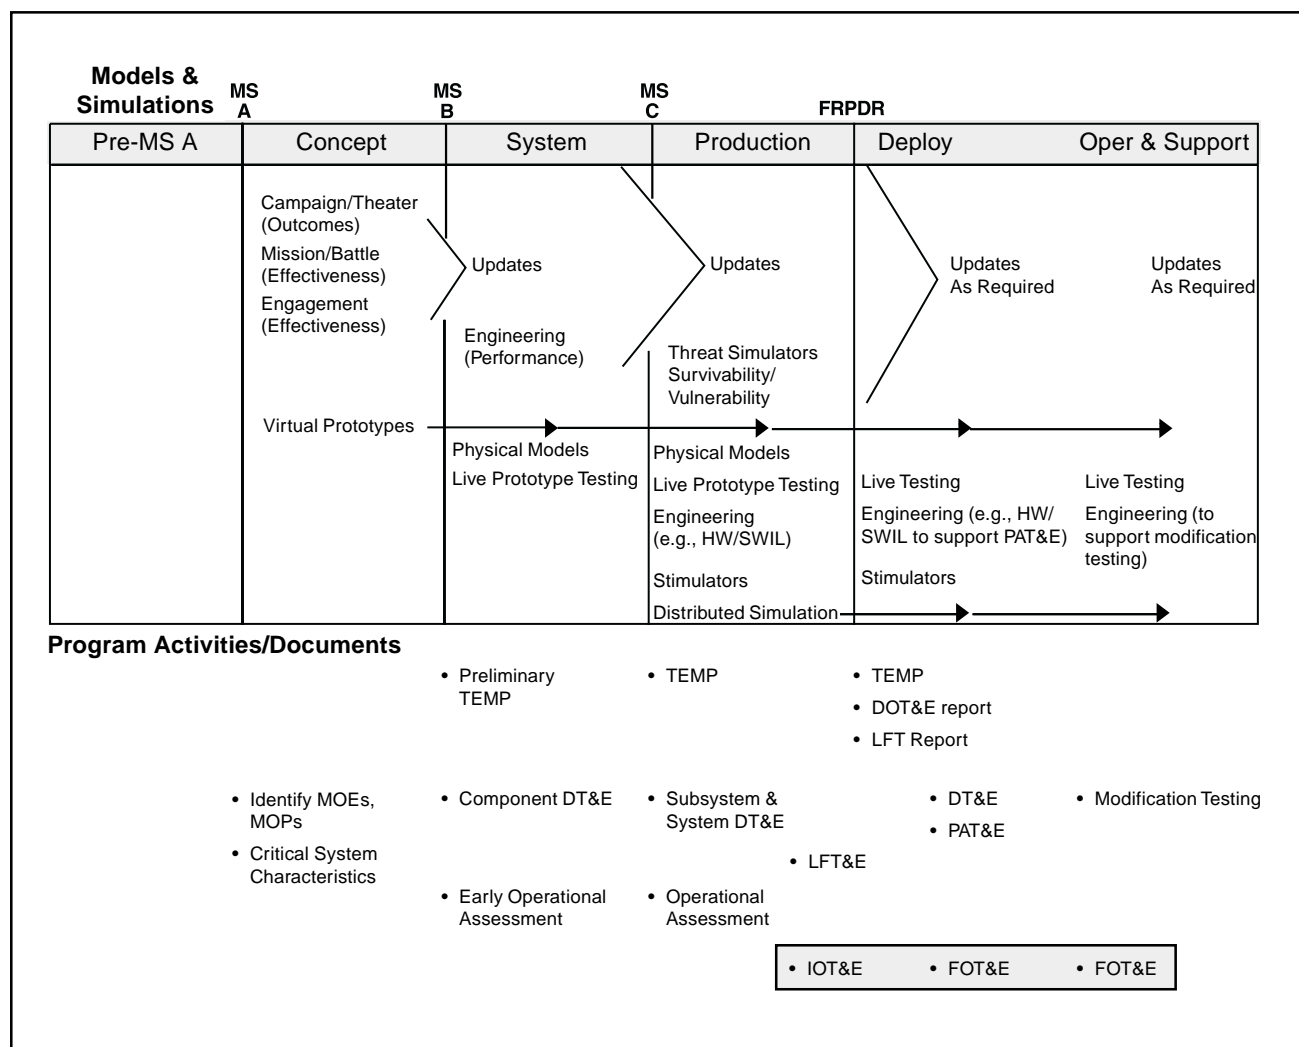 Models &
Simulations
MS
A
MS
B
MS
C
FRPDR
Pre-MS A
Concept
System
Production
Deploy
Oper & Support
Campaign/Theater
(Outcomes)
Mission/Battle
(Effectiveness)
Engagement
(Effectiveness)
Updates
Engineering
(Performance)
Updates
Threat Simulators
Survivability/
Vulnerability
Updates
As Required
Updates
As Required
Virtual Prototypes
Physical Models
Live Prototype Testing
Physical Models
Live Prototype Testing
Engineering
(e.g., HW/SWIL)
Stimulators
Distributed Simulation
Live Testing
Engineering (e.g., HW/
SWIL to support PAT&E)
Stimulators
Live Testing
Engineering (to
support modification
testing)
Program Activities/Documents
• Preliminary
TEMP
• TEMP
• TEMP
• DOT&E report
• LFT Report
• Identify MOEs,
MOPs
• Critical System
Characteristics
• Component DT&E
• Subsystem &
System DT&E
• DT&E
• PAT&E
• Modification Testing
• LFT&E
• Early Operational
Assessment
• Operational
Assessment
• IOT&E
• FOT&E
• FOT&E